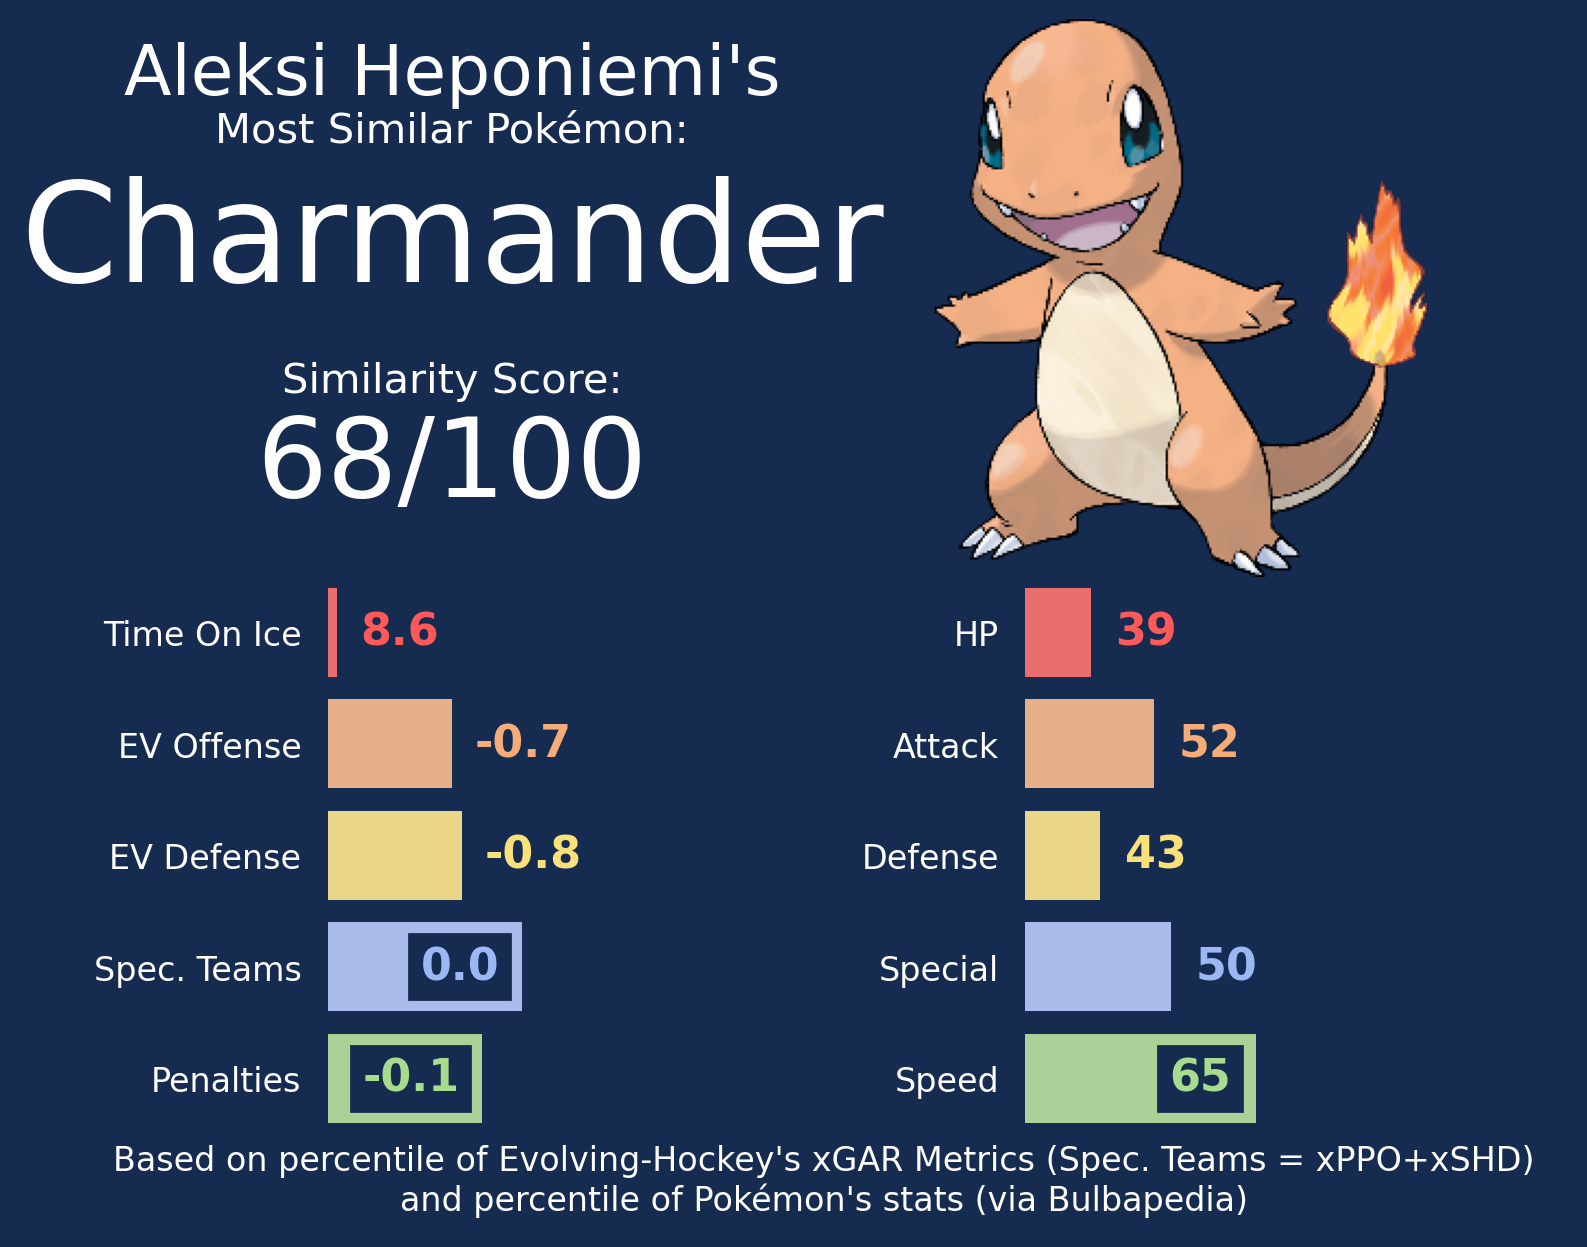 Aleksi Heponiemi's
Most Similar Pokémon:
Charmander
Similarity Score:
68/100
Time On Ice 8.6
EV Offense -0.7
EV Defense -0.8
Spec. Teams 0.0
Penalties -0.1
HP 39
Attack 52
Defense 43
Special 50
Speed 65
Based on percentile of Evolving-Hockey's xGAR Metrics (Spec. Teams = xPPO+xSHD)
and percentile of Pokémon's stats (via Bulbapedia)